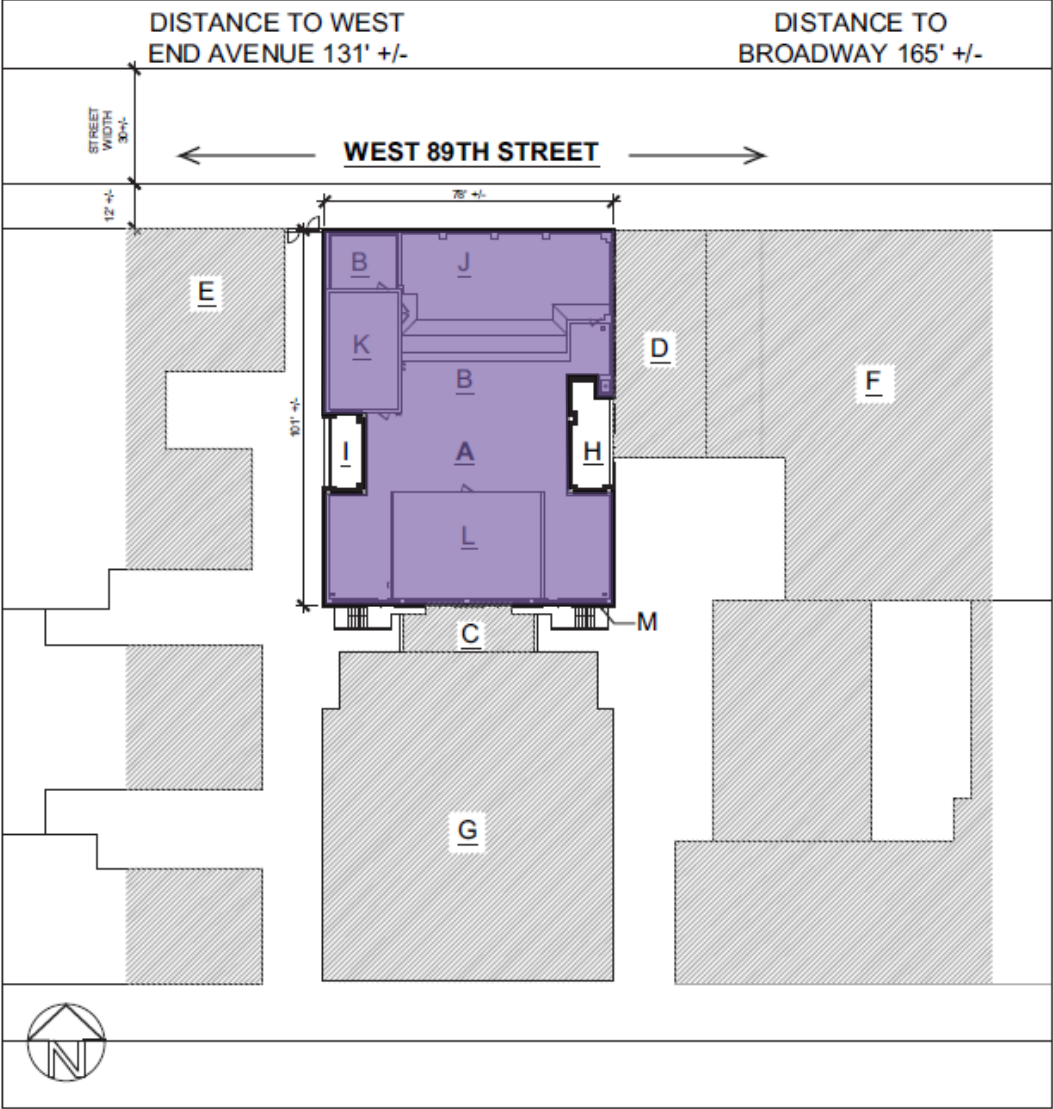 DISTANCE TO WEST
END AVENUE 131' +/-
DISTANCE TO
BROADWAY 165' +/-
STREET
WIDTH
30+/-
WEST 89TH STREET
12' +/-
78' +/-
E
B
J
K
D
B
F
101' +/-
I
A
H
L
M
C
G
N